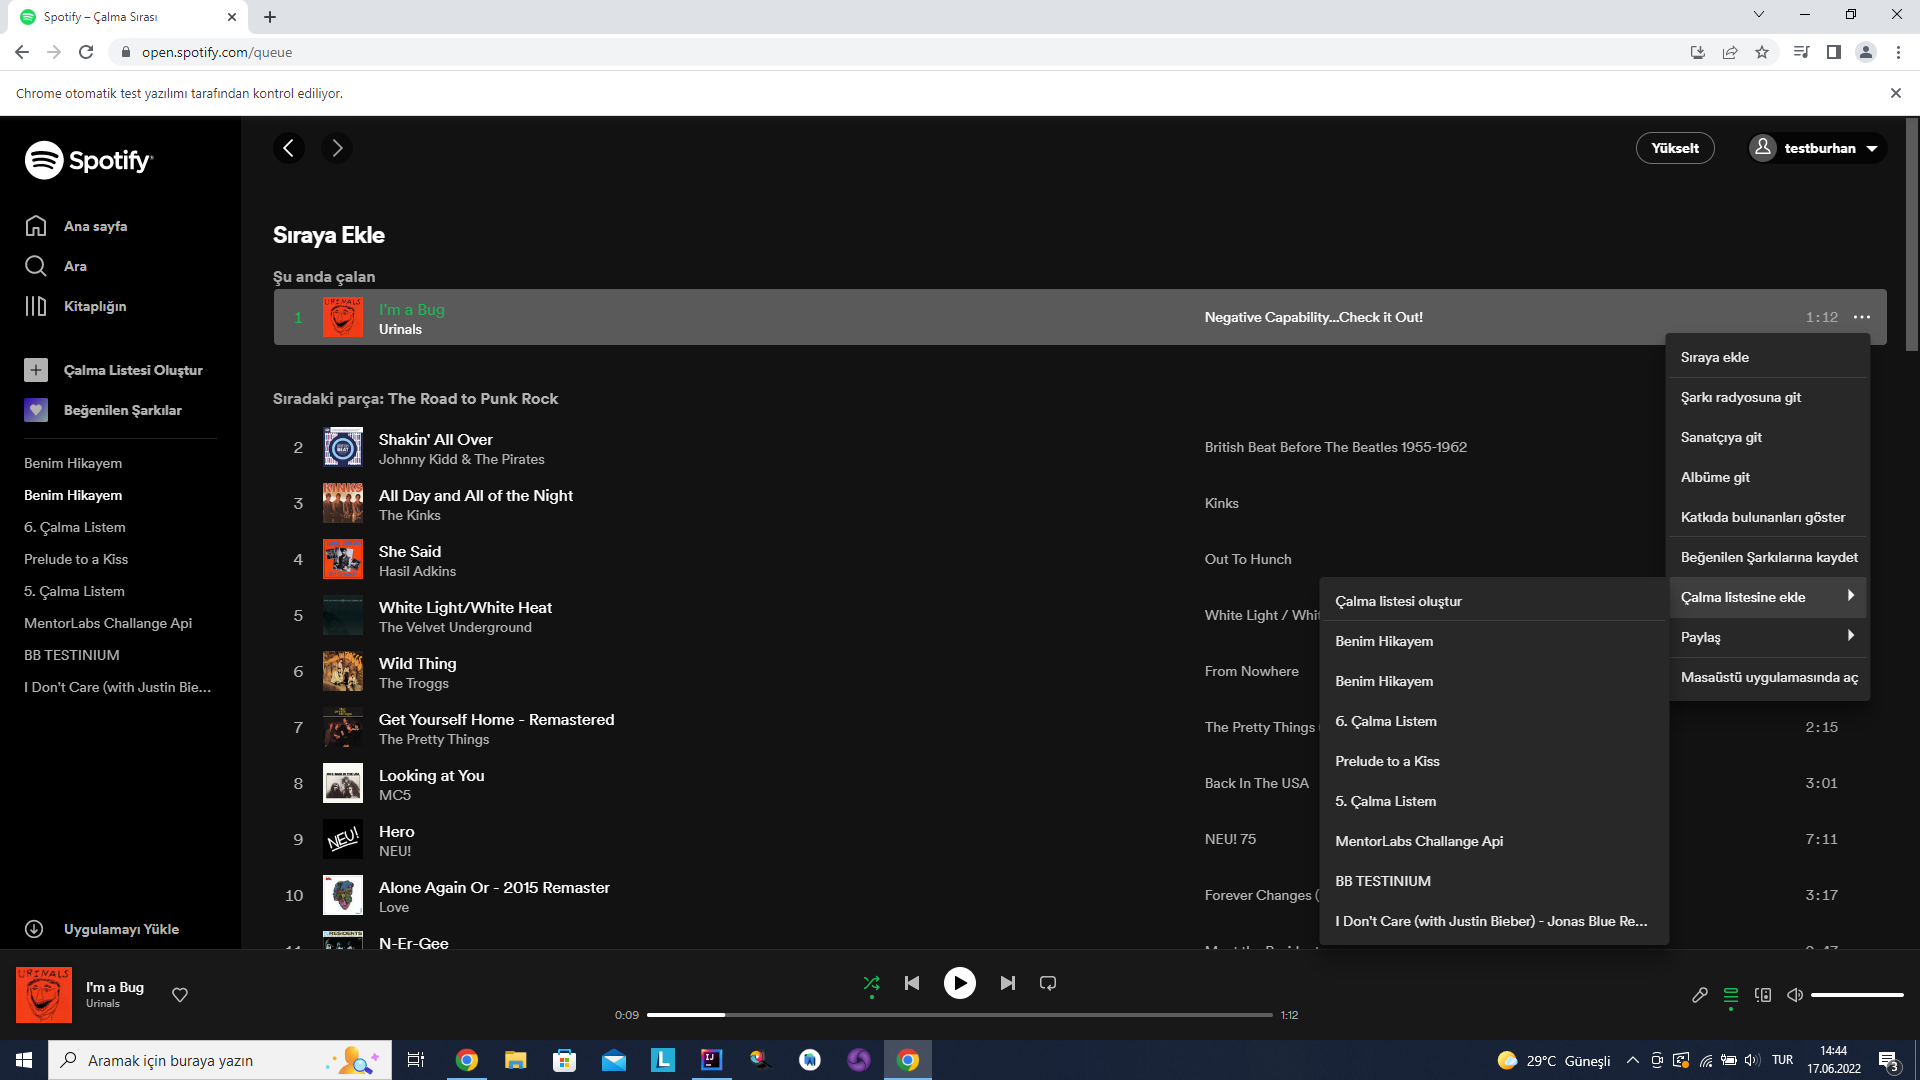 Spotify – Çalma Sırası
open.spotify.com/queue
Chrome otomatik test yazılımı tarafından kontrol ediliyor.
Spotify
Ana sayfa
Ara
Kitaplığın
Çalma Listesi Oluştur
Beğenilen Şarkılar
Benim Hikayem
Benim Hikayem
6. Çalma Listem
Prelude to a Kiss
5. Çalma Listem
MentorLabs Challange Api
BB TESTINIUM
I Don't Care (with Justin Bie...
Uygulamayı Yükle
Yükselt
testburhan
Sıraya Ekle
Şu anda çalan
1 I'm a Bug Negative Capability...Check it Out! 1:12
URINALS
Urinals
Sıradaki parça: The Road to Punk Rock
2 Shakin' All Over British Beat Before The Beatles 1955-1962
Johnny Kidd & The Pirates
3 All Day and All of the Night Kinks
KINKS
The Kinks
4 She Said Out To Hunch
Hasil Adkins
5 White Light/White Heat White Light / Whit
The Velvet Underground
6 Wild Thing From Nowhere
The Troggs
7 Get Yourself Home - Remastered The Pretty Things 2:15
The Pretty Things
8 Looking at You Back In The USA 3:01
MC5
9 Hero NEU! 75 7:11
NEU!
NEU!
10 Alone Again Or - 2015 Remaster Forever Changes ( 3:17
Love
11 N-Er-Gee
RESIDENTS
Sıraya ekle
Şarkı radyosuna git
Sanatçıya git
Albüme git
Katkıda bulunanları göster
Beğenilen Şarkılarına kaydet
Çalma listesine ekle
Paylaş
Masaüstü uygulamasında aç
Çalma listesi oluştur
Benim Hikayem
Benim Hikayem
6. Çalma Listem
Prelude to a Kiss
5. Çalma Listem
MentorLabs Challange Api
BB TESTINIUM
I Don't Care (with Justin Bieber) - Jonas Blue Re...
URINALS
I'm a Bug
Urinals
0:09
1:12
Aramak için buraya yazın
L
IJ
29°C Güneşli
TUR
14:44
17.06.2022
3